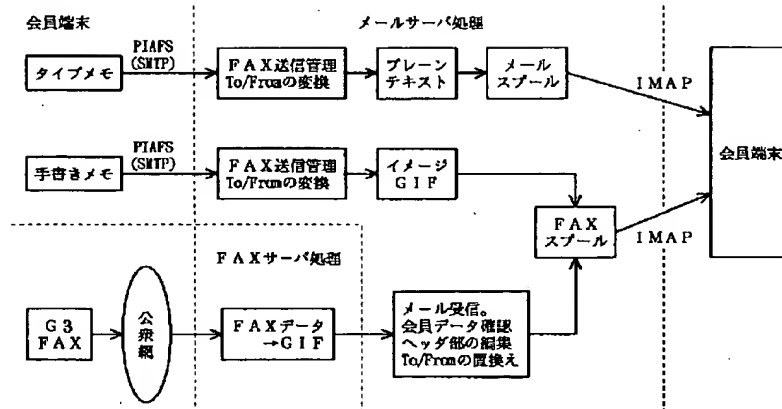 会員端末
メールサーバ処理
PIAFS
(SMTP)
タイプメモ
FAX送信管理
To/Fromの変換
プレーン
テキスト
メール
スプール
IMAP
会員端末
PIAFS
(SMTP)
手書きメモ
FAX送信管理
To/Fromの変換
イメージ
GIF
FAX
スプール
IMAP
FAXサーバ処理
G3
FAX
公衆網
FAXデータ
→GIF
メール受信。
会員データ確認
ヘッダ部の編集
To/Fromの置換え